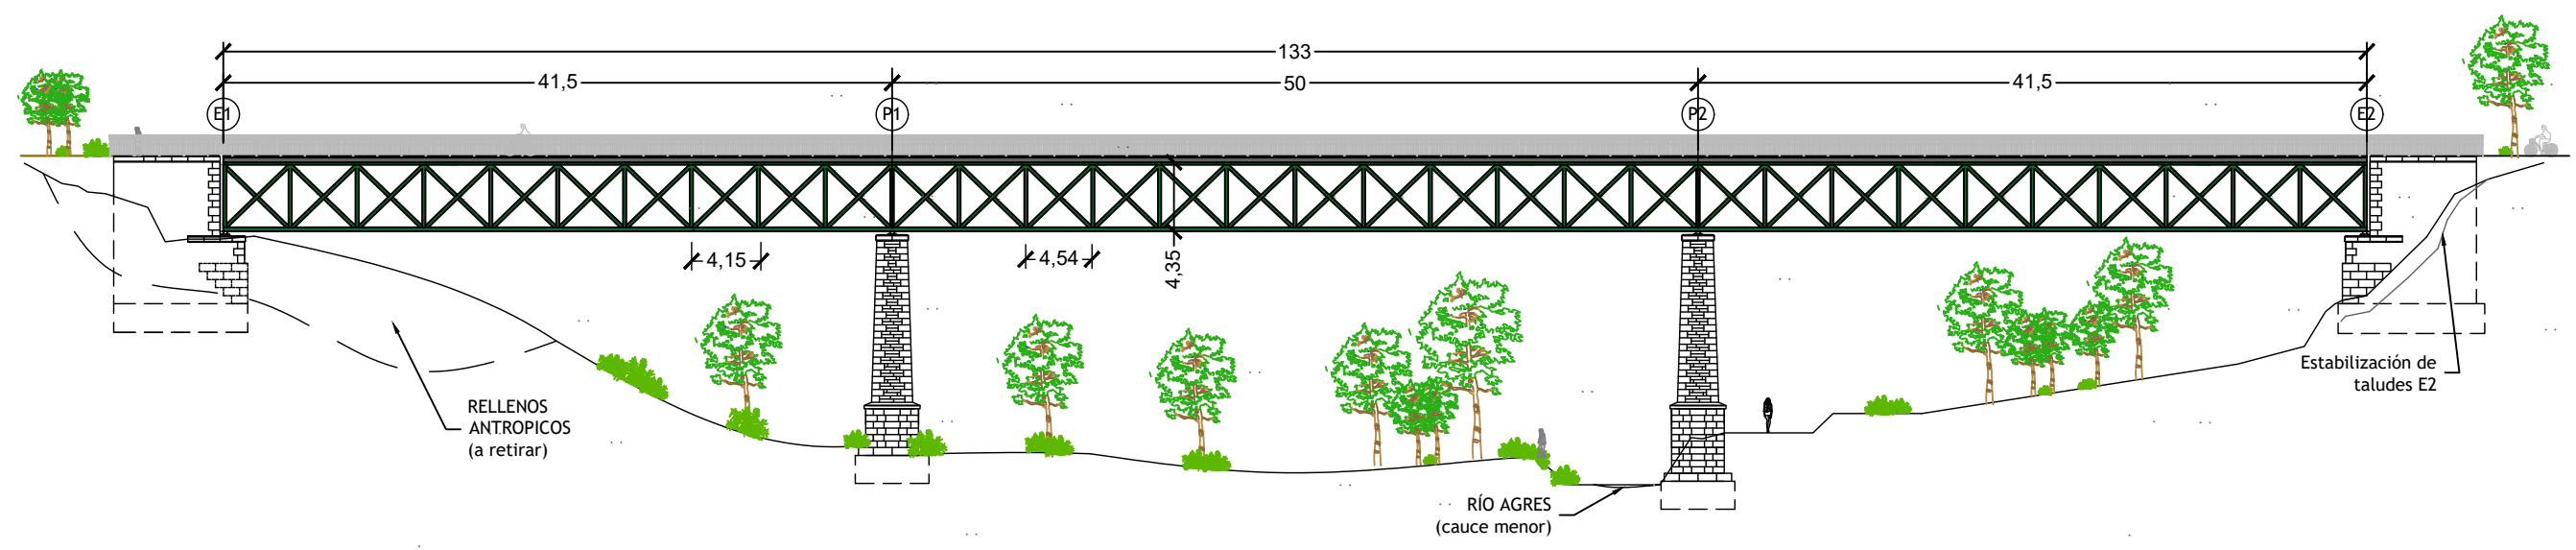 133
41,5
50
41,5
E1
P1
P2
E2
4,15
4,54
4,35
RELLENOS
ANTROPICOS
(a retirar)
Estabilización de
taludes E2
RÍO AGRES
(cauce menor)